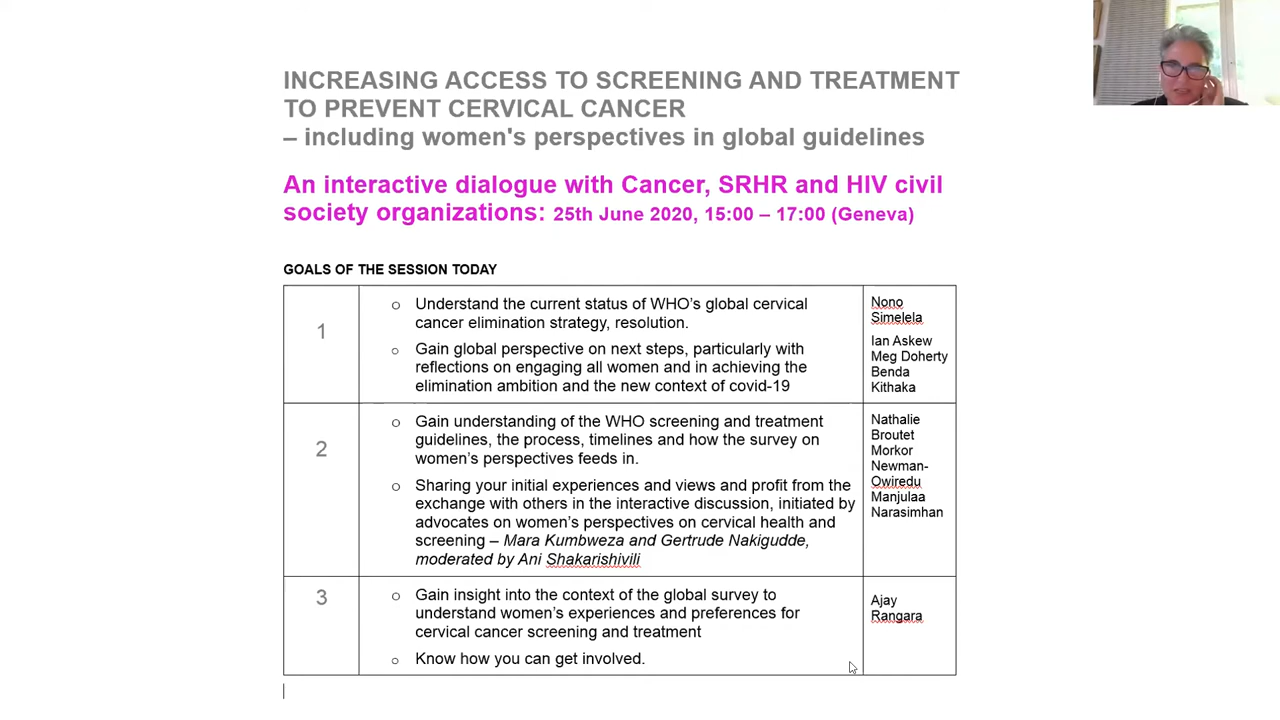 INCREASING ACCESS TO SCREENING AND TREATMENT
TO PREVENT CERVICAL CANCER
– including women's perspectives in global guidelines
An interactive dialogue with Cancer, SRHR and HIV civil
society organizations: 25th June 2020, 15:00 – 17:00 (Geneva)
GOALS OF THE SESSION TODAY
1
o Understand the current status of WHO's global cervical
cancer elimination strategy, resolution.
o Gain global perspective on next steps, particularly with
reflections on engaging all women and in achieving the
elimination ambition and the new context of covid-19
Nono
Simelela
Ian Askew
Meg Doherty
Benda
Kithaka
2
o Gain understanding of the WHO screening and treatment
guidelines, the process, timelines and how the survey on
women's perspectives feeds in.
o Sharing your initial experiences and views and profit from the
exchange with others in the interactive discussion, initiated by
advocates on women's perspectives on cervical health and
screening – Mara Kumbweza and Gertrude Nakigudde,
moderated by Ani Shakarishivili
Nathalie
Broutet
Morkor
Newman-
Owiredu
Manjulaa
Narasimhan
3
o Gain insight into the context of the global survey to
understand women's experiences and preferences for
cervical cancer screening and treatment
o Know how you can get involved.
Ajay
Rangara